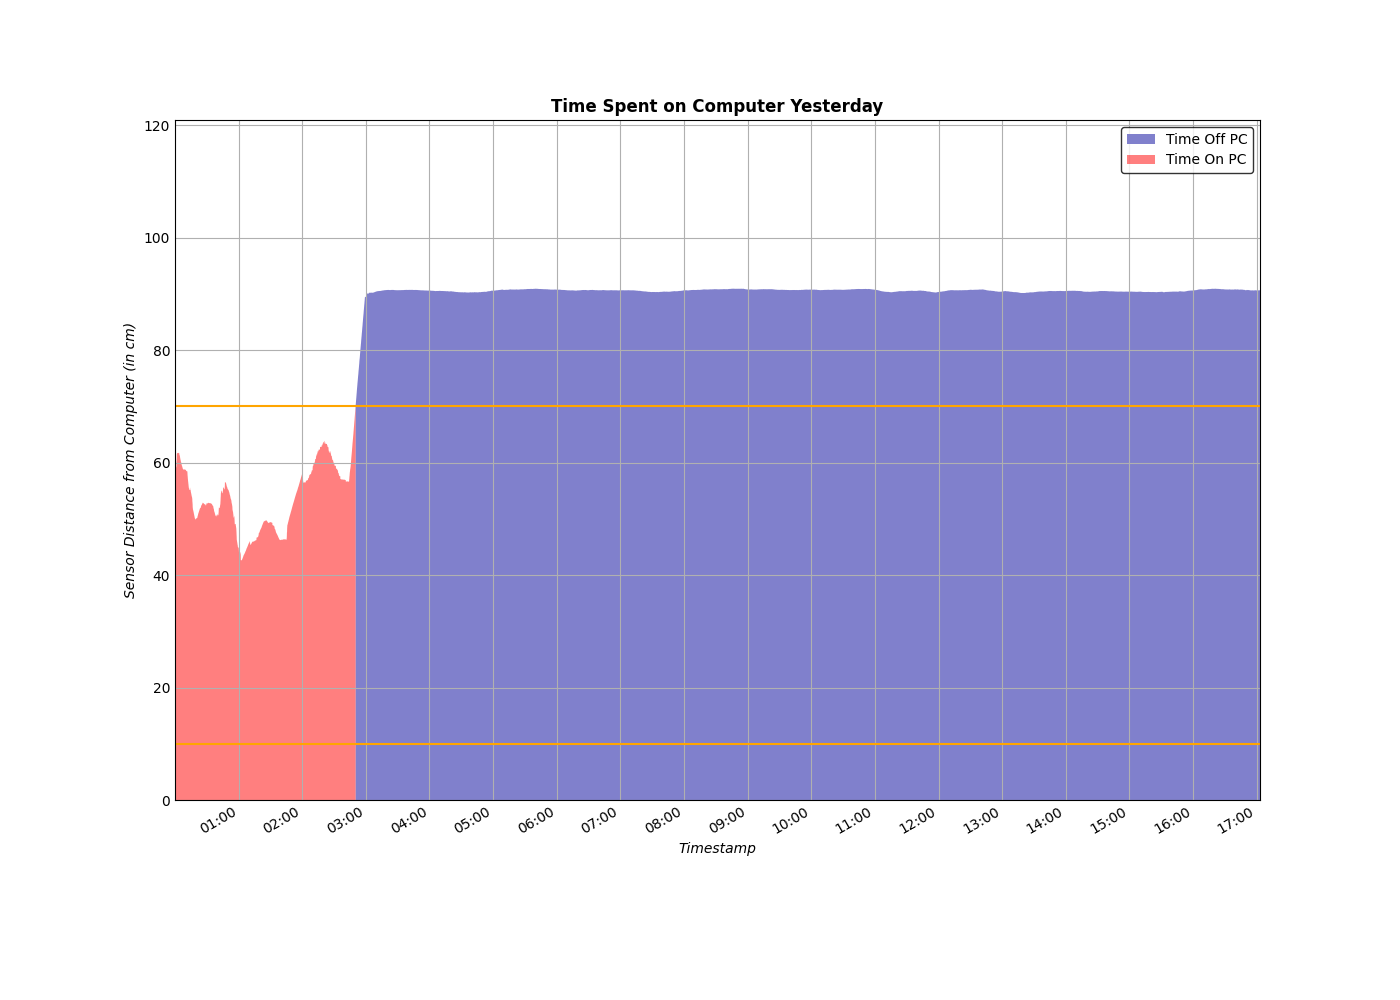 Time Spent on Computer Yesterday
120
Time Off PC
Time On PC
100
80
60
40
20
0
Sensor Distance from Computer (in cm)
01:00 02:00 03:00 04:00 05:00 06:00 07:00 08:00 09:00 10:00 11:00 12:00 13:00 14:00 15:00 16:00 17:00
Timestamp